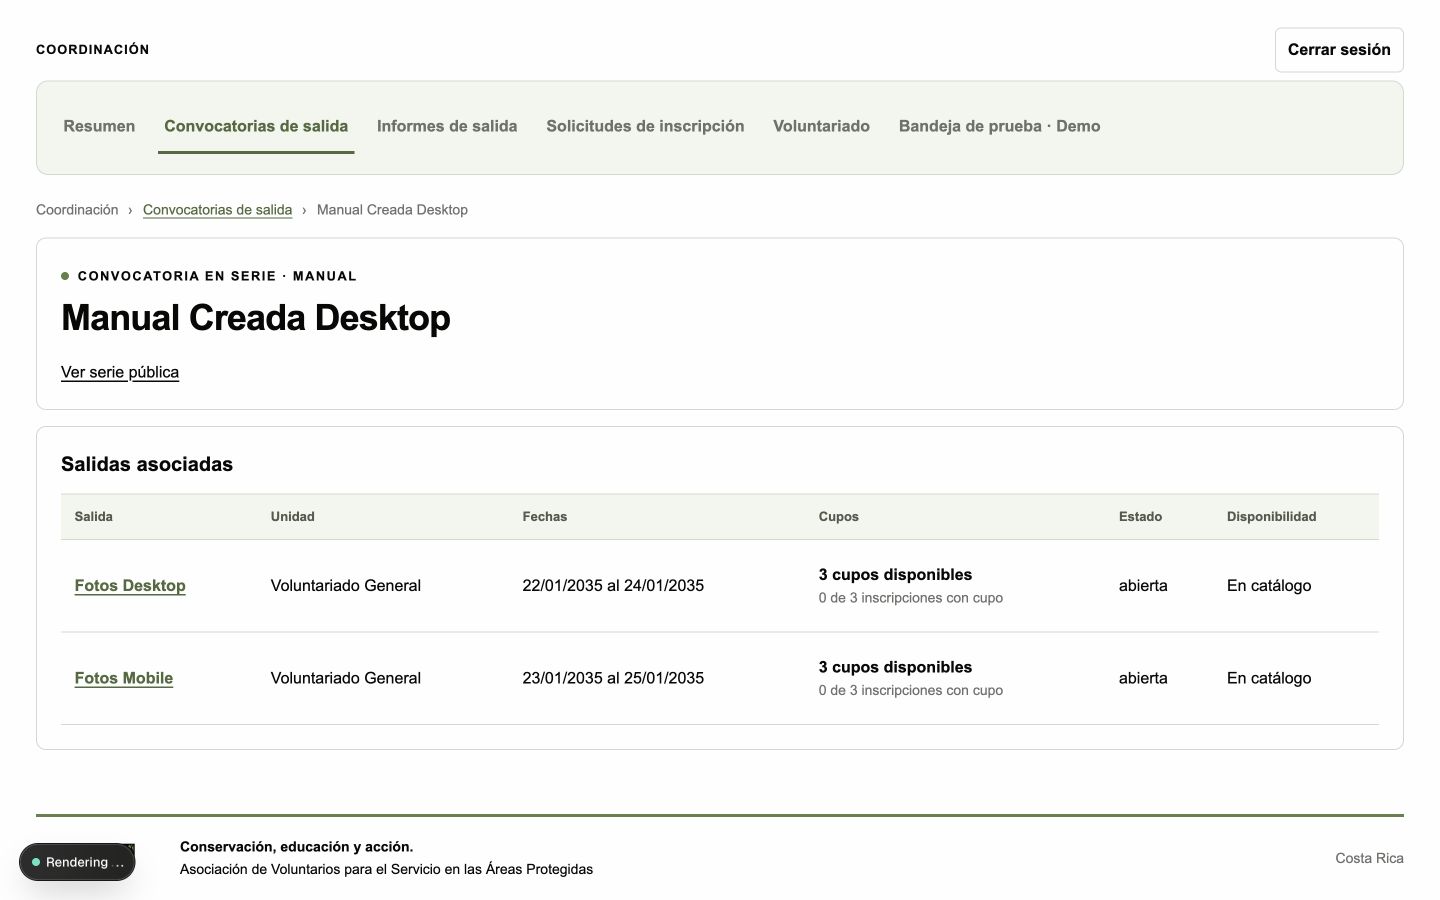 COORDINACIÓN
Cerrar sesión
Resumen Convocatorias de salida Informes de salida Solicitudes de inscripción Voluntariado Bandeja de prueba · Demo
Coordinación › Convocatorias de salida › Manual Creada Desktop
CONVOCATORIA EN SERIE · MANUAL
Manual Creada Desktop
Ver serie pública
Salidas asociadas
Salida Unidad Fechas Cupos Estado Disponibilidad
Fotos Desktop Voluntariado General 22/01/2035 al 24/01/2035 3 cupos disponibles abierta En catálogo
0 de 3 inscripciones con cupo
Fotos Mobile Voluntariado General 23/01/2035 al 25/01/2035 3 cupos disponibles abierta En catálogo
0 de 3 inscripciones con cupo
Rendering ...
Conservación, educación y acción.
Asociación de Voluntarios para el Servicio en las Áreas Protegidas
Costa Rica